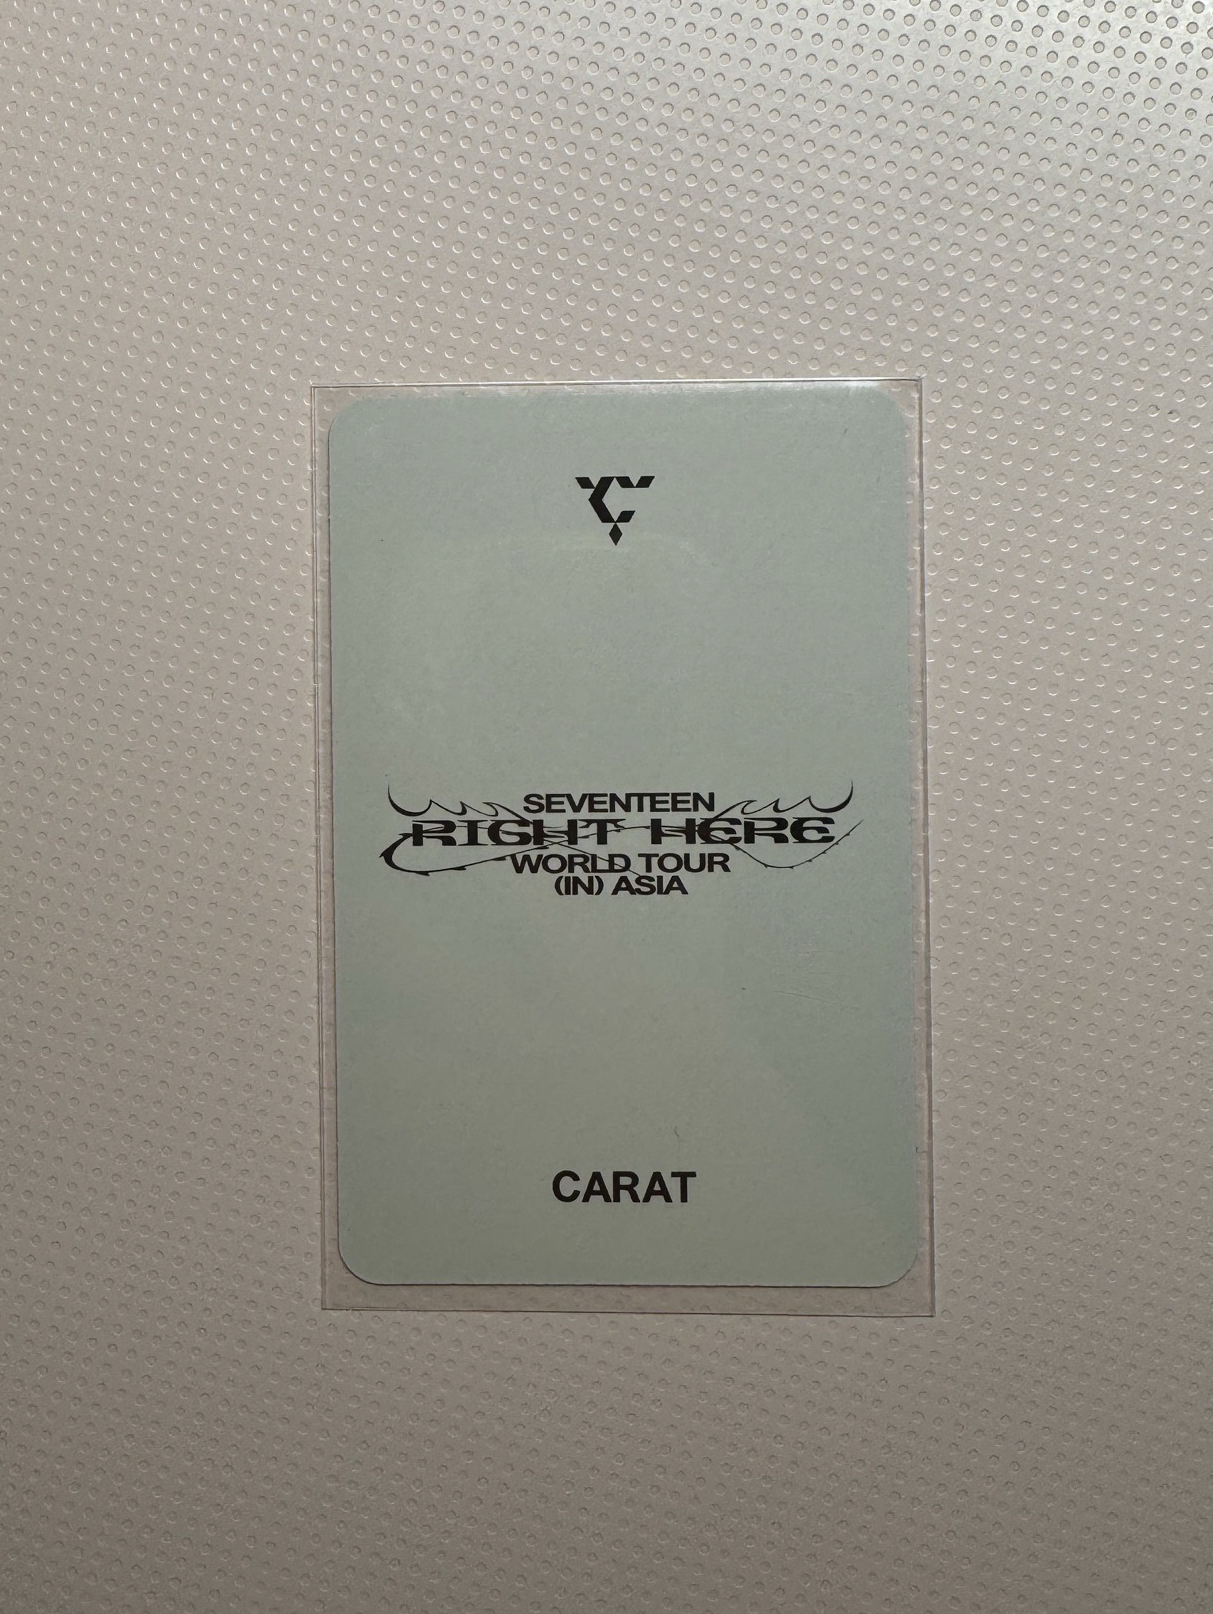 SEVENTEEN
RIGHT HERE
WORLD TOUR
(IN) ASIA
CARAT